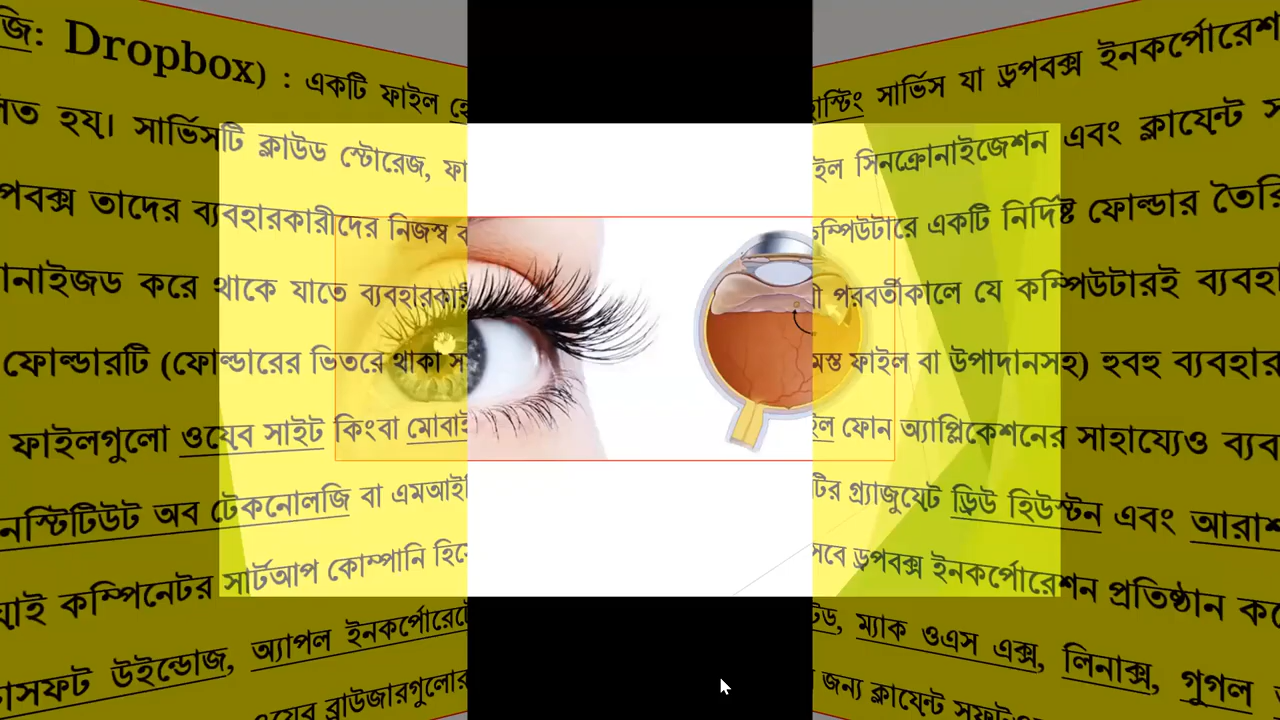 জি: Dropbox) : একটি ফাইল হোস্টিং সার্ভিস যা ড্রপবক্স ইনকর্পোরেশ
লিত হয়। সার্ভিসটি ক্লাউড স্টোরেজ, ফাইল সিনক্রোনাইজেশন এবং ক্লায়েন্ট স
পবক্স তাদের ব্যবহারকারীদের নিজস্ব কম্পিউটারে একটি নির্দিষ্ট ফোল্ডার তৈরি
নাইজড করে থাকে যাতে ব্যবহারকারী পরবর্তীকালে যে কম্পিউটারই ব্যবহা
ফোল্ডারটি (ফোল্ডারের ভিতরে থাকা সমস্ত ফাইল বা উপাদানসহ) হুবহু ব্যবহার
ফাইলগুলো ওয়েব সাইট কিংবা মোবাইল ফোন অ্যাপ্লিকেশনের সাহায্যেও ব্যব
নস্টিটিউট অব টেকনোলজি বা এমআইটির গ্র্যাজুয়েট ড্রিউ হিউস্টন এবং আরাশ
য়াই কম্পিনেটর সার্টআপ কোম্পানি হিসেবে ড্রপবক্স ইনকর্পোরেশন প্রতিষ্ঠান কর
সফট উইন্ডোজ, অ্যাপল ইনকর্পোরেটেড, ম্যাক ওএস এক্স, লিনাক্স, গুগল
ওয়েব ব্রাউজারগুলোর জন্য ক্লায়েন্ট